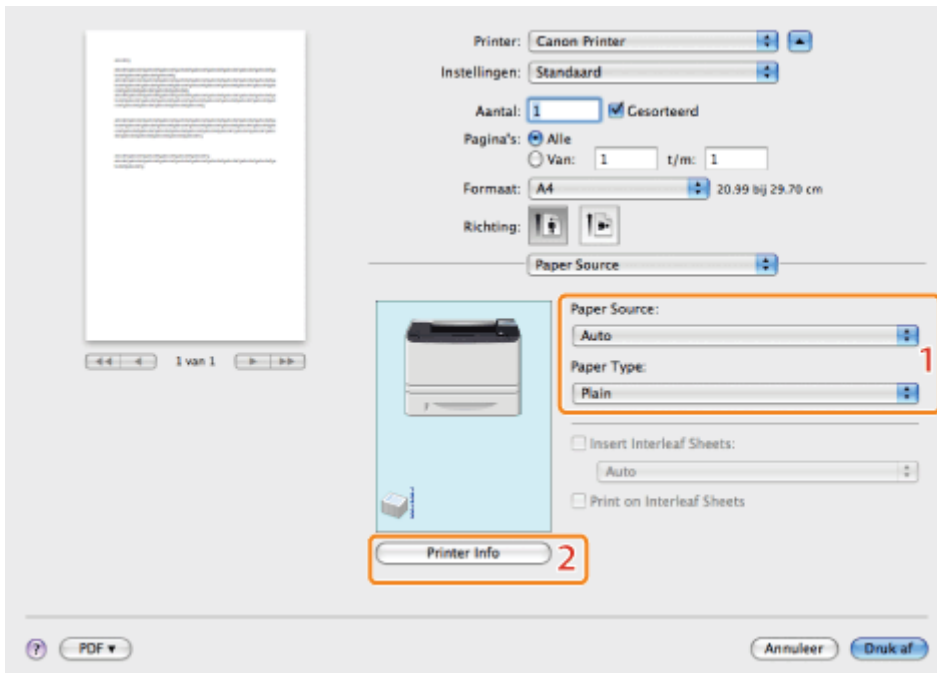 Printer: Canon Printer
Instellingen: Standaard
Aantal: 1 Gesorteerd
Pagina's: Alle
Van: 1 t/m: 1
Formaat: A4 20.99 bij 29.70 cm
Richting:
Paper Source
Paper Source:
Auto
1
Paper Type:
Plain
Insert Interleaf Sheets:
Auto
Print on Interleaf Sheets
1 van 1
Printer Info 2
? PDF Annuleer Druk af